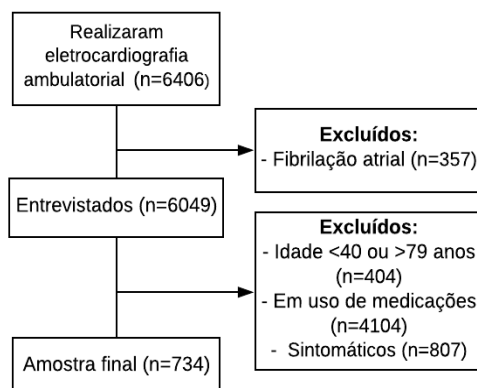 Realizaram
eletrocardiografia
ambulatorial (n=6406)
Excluídos:
- Fibrilação atrial (n=357)
Entrevistados (n=6049)
Excluídos:
- Idade <40 ou >79 anos
(n=404)
- Em uso de medicações
(n=4104)
- Sintomáticos (n=807)
Amostra final (n=734)